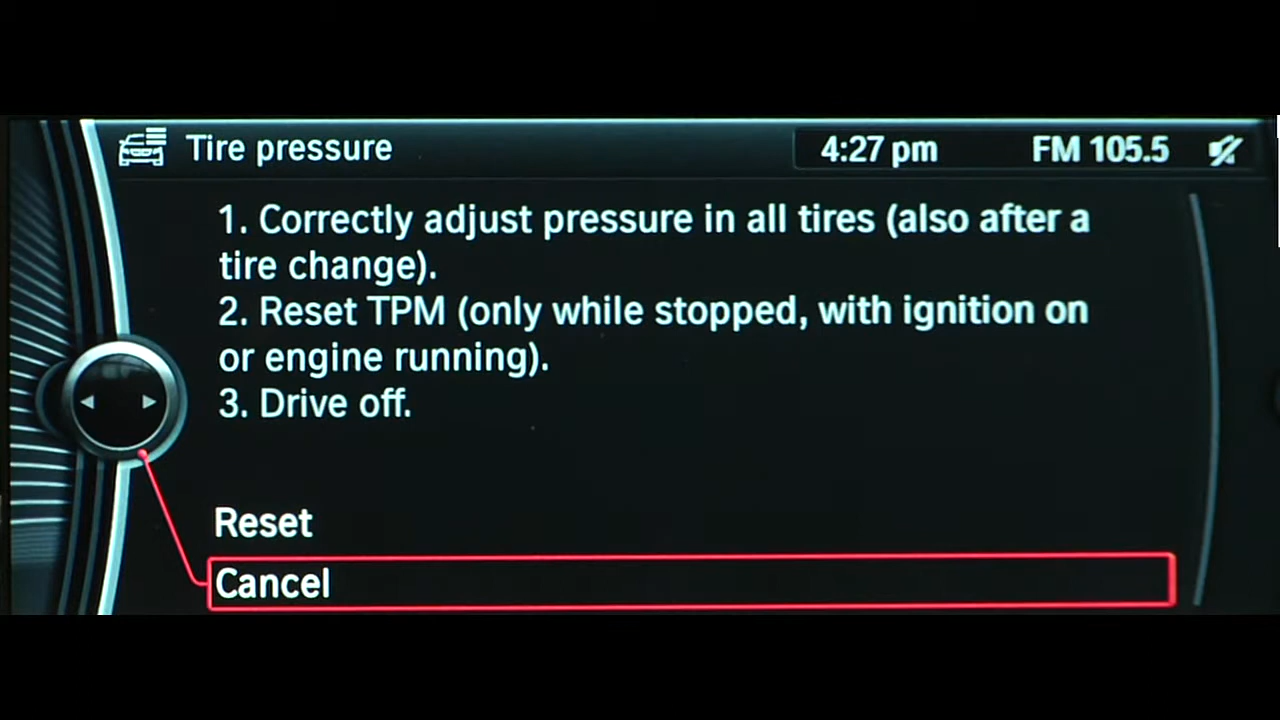 Tire pressure
4:27 pm
FM 105.5
1. Correctly adjust pressure in all tires (also after a
tire change).
2. Reset TPM (only while stopped, with ignition on
or engine running).
3. Drive off.
Reset
Cancel